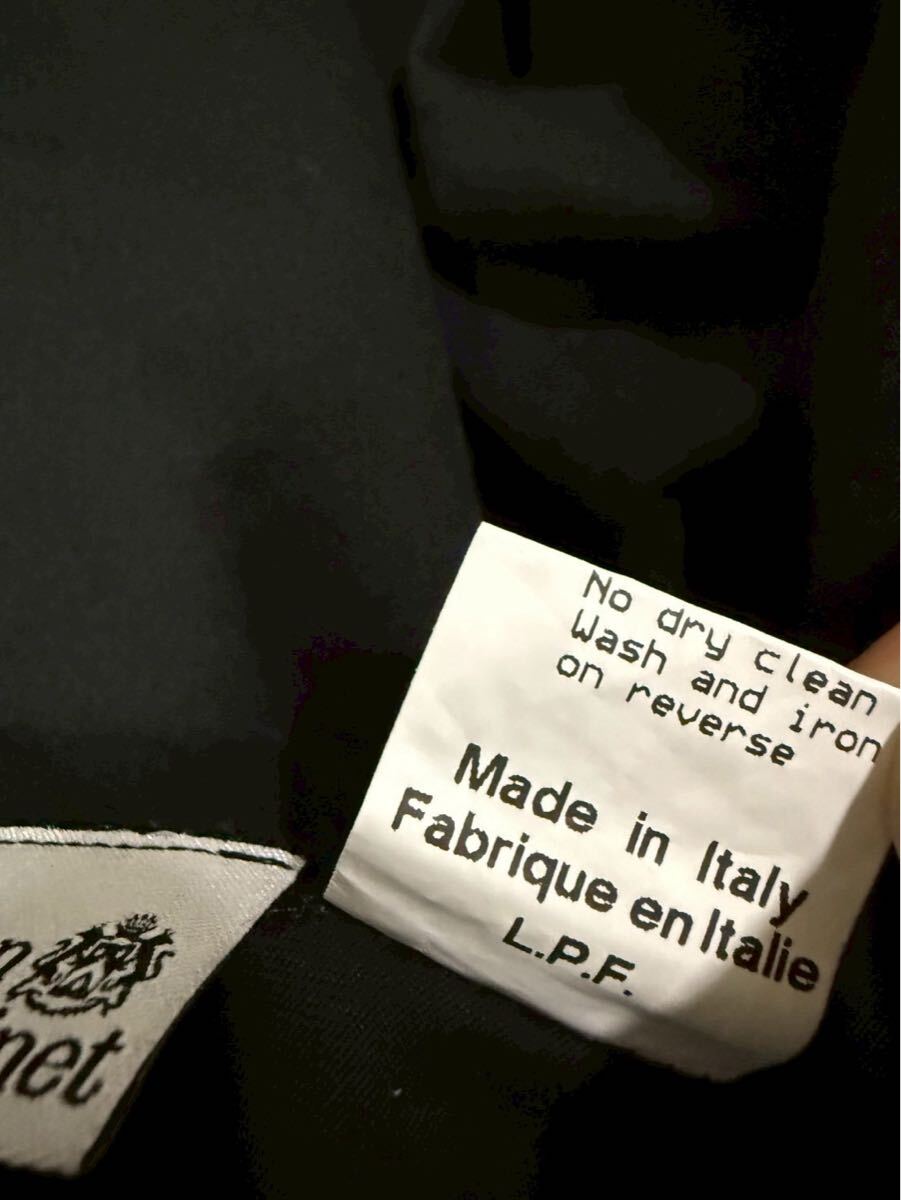 No dry clean
Wash and iron
on reverse
Made in Italy
Fabrique en Italie
L.P.F.
net